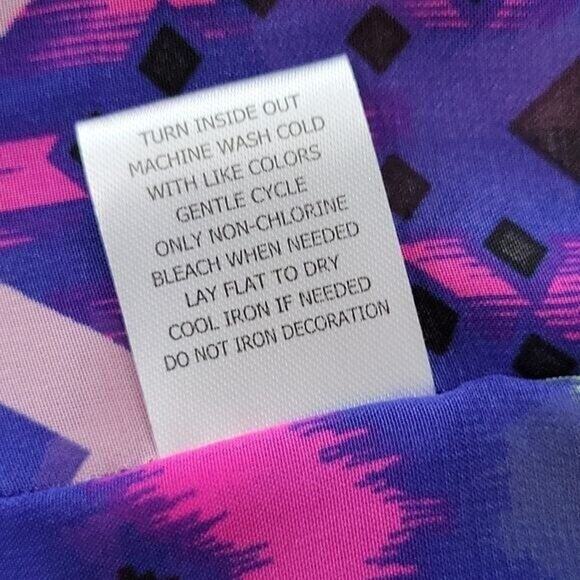 TURN INSIDE OUT
MACHINE WASH COLD
WITH LIKE COLORS
GENTLE CYCLE
ONLY NON-CHLORINE
BLEACH WHEN NEEDED
LAY FLAT TO DRY
COOL IRON IF NEEDED
DO NOT IRON DECORATION